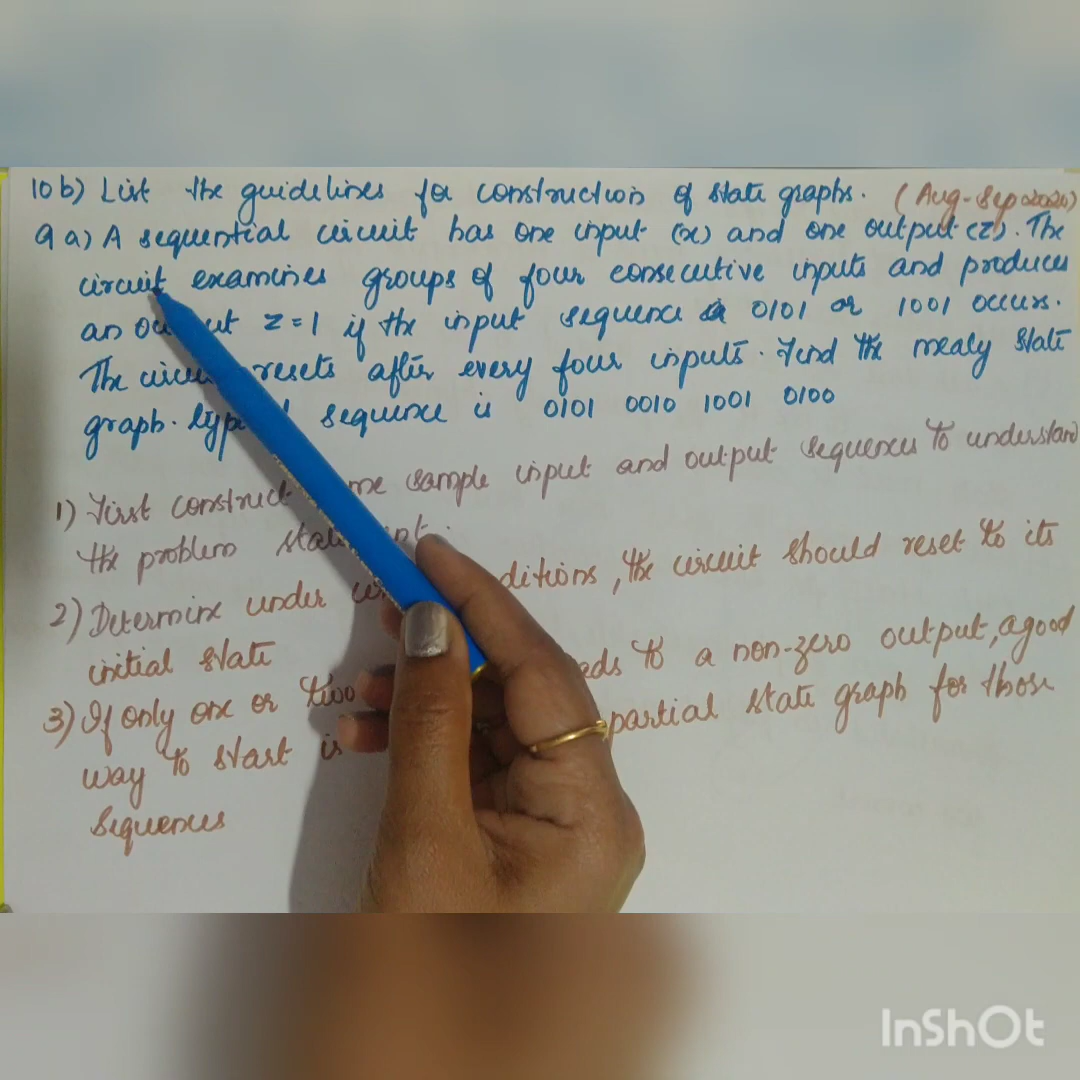 10 b) List the guidelines for construction of state graphs. (Aug-Sep 2020)
9 a) A sequential circuit has one input (x) and one output (z). The
circuit examines groups of four consecutive inputs and produces
an output z=1 if the input sequence 0101 or 1001 occurs.
The resets after every four inputs. Find the mealy state
graph. sequence is 0101 0010 1001 0100
1) First construct sample input and output sequences to understand
the problem
2) Determine under conditions, the circuit should reset to its
initial state
3) If only one or two to a non-zero output, a good
way to start is partial state graph for those
sequences
InShOt